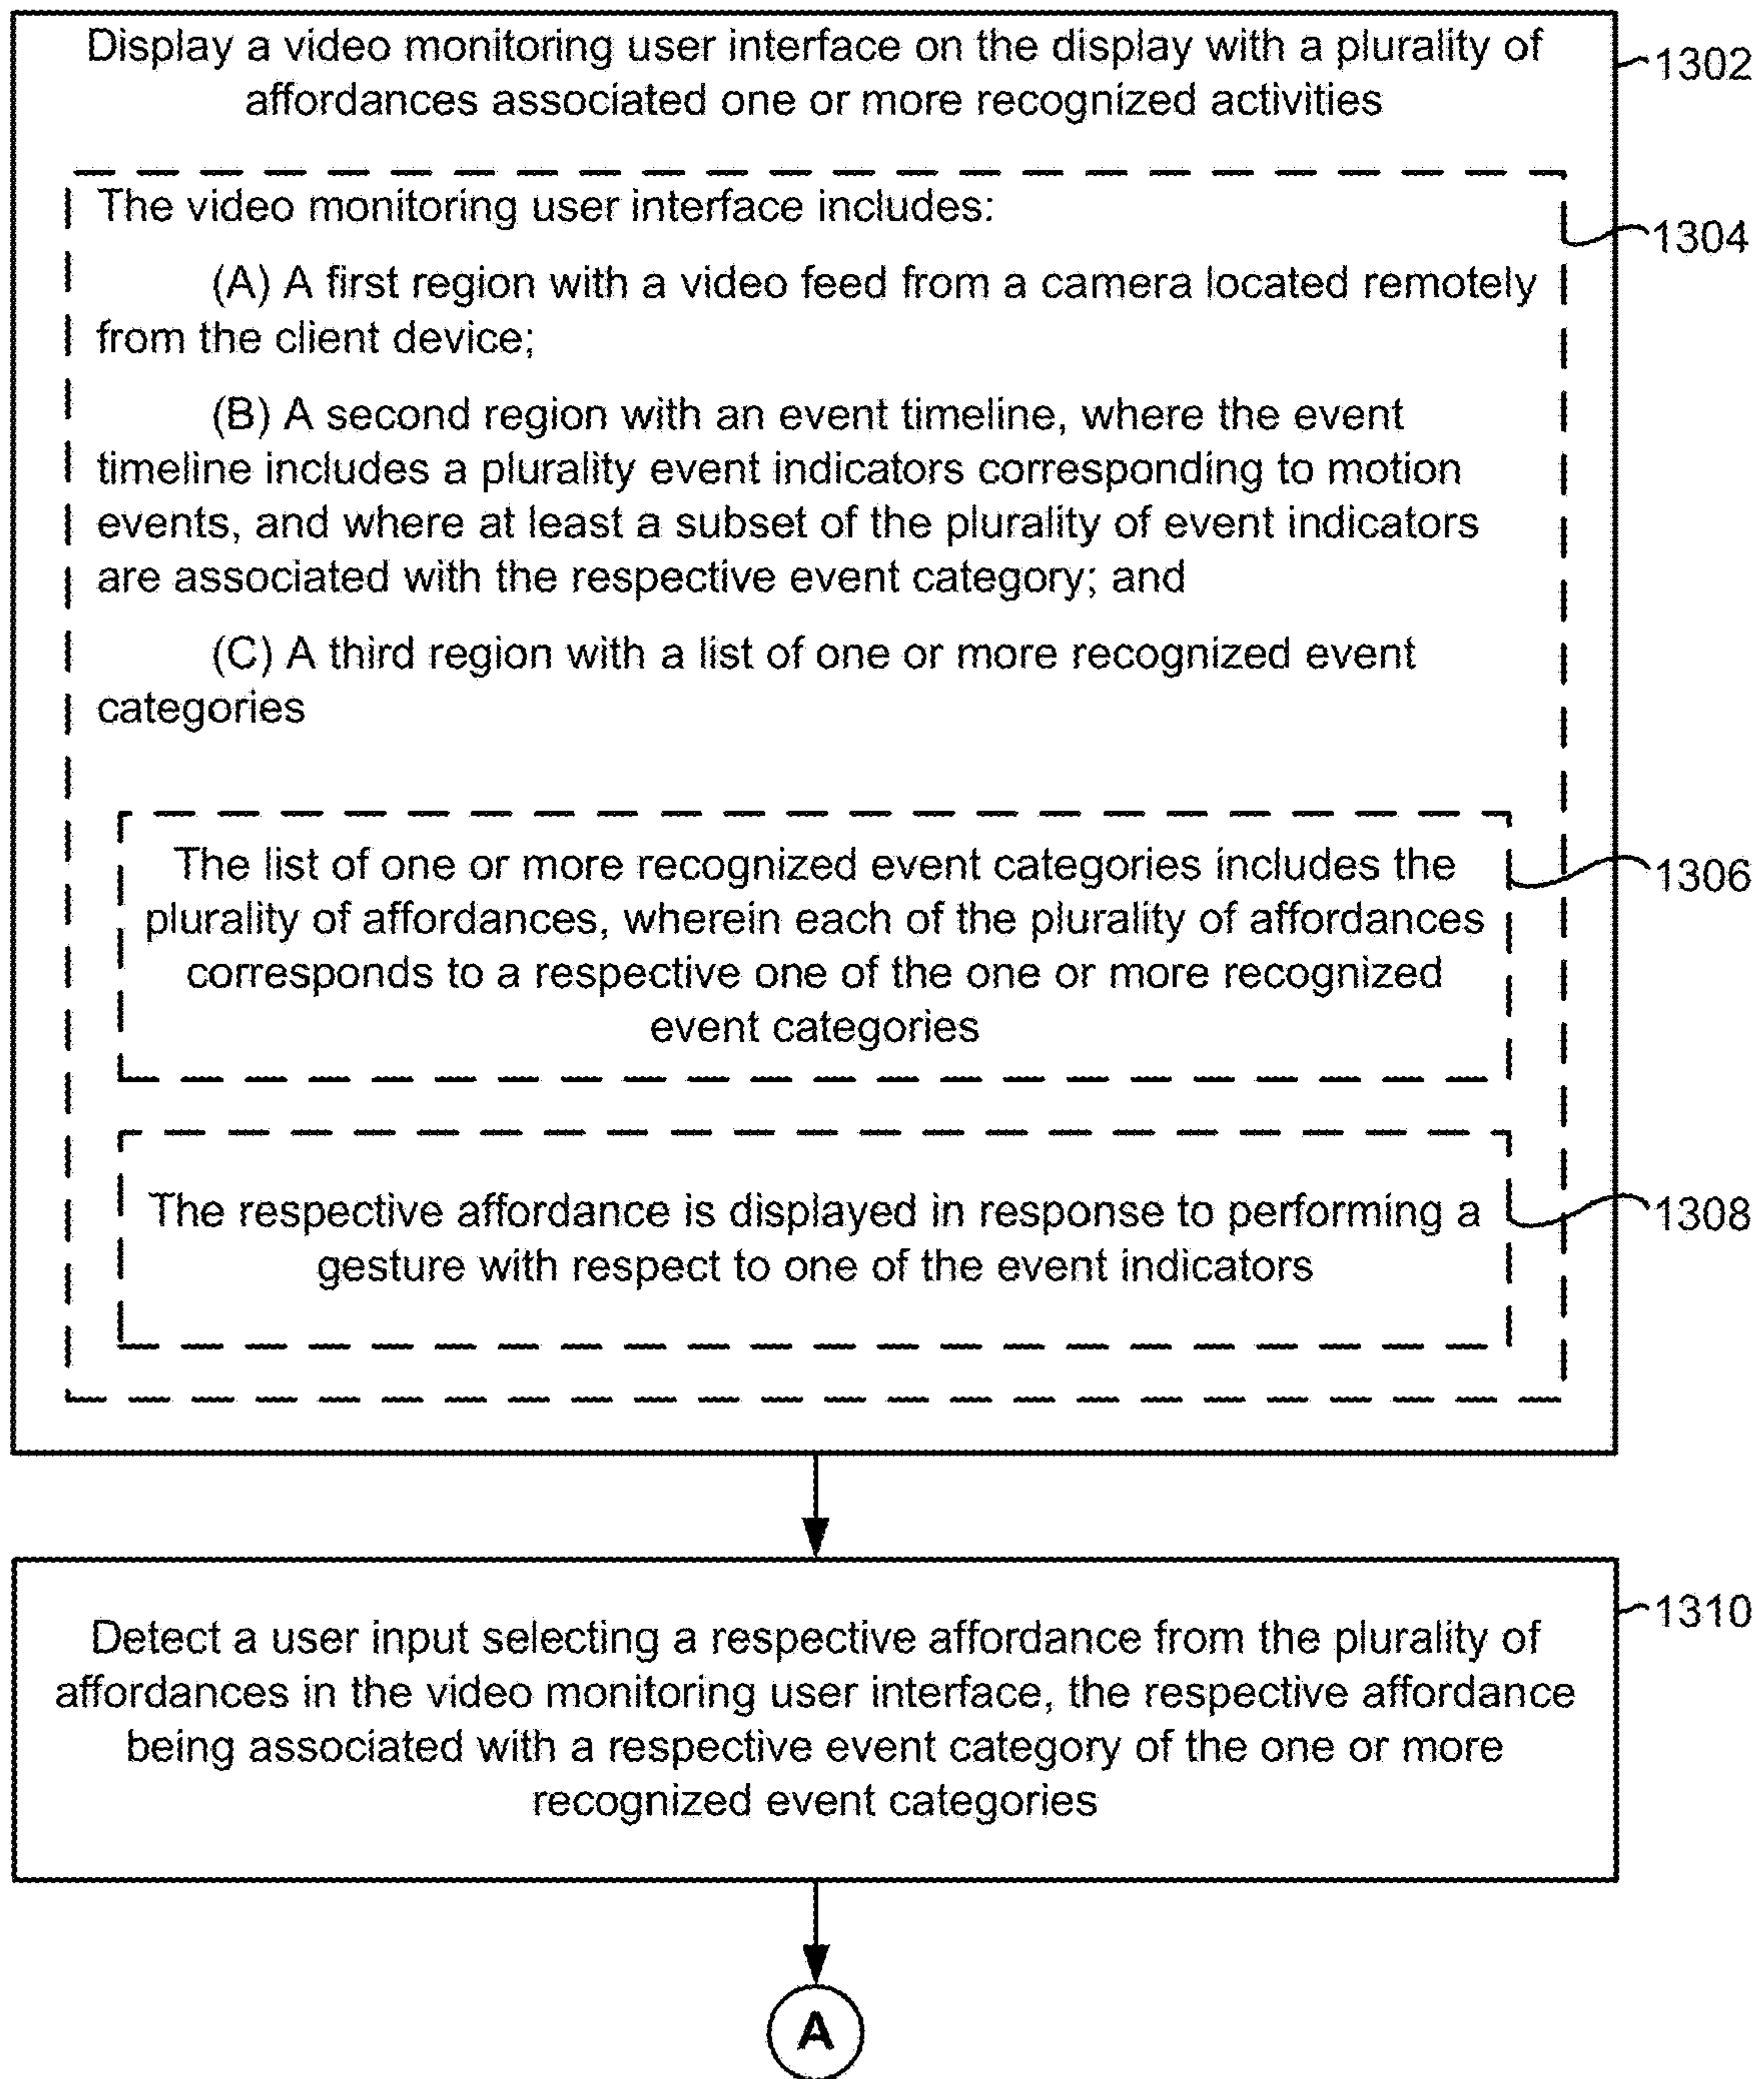 Display a video monitoring user interface on the display with a plurality of
affordances associated one or more recognized activities
1302
The video monitoring user interface includes:
1304
(A) A first region with a video feed from a camera located remotely
from the client device;
(B) A second region with an event timeline, where the event
timeline includes a plurality event indicators corresponding to motion
events, and where at least a subset of the plurality of event indicators
are associated with the respective event category; and
(C) A third region with a list of one or more recognized event
categories
The list of one or more recognized event categories includes the
plurality of affordances, wherein each of the plurality of affordances
corresponds to a respective one of the one or more recognized
event categories
1306
The respective affordance is displayed in response to performing a
gesture with respect to one of the event indicators
1308
Detect a user input selecting a respective affordance from the plurality of
affordances in the video monitoring user interface, the respective affordance
being associated with a respective event category of the one or more
recognized event categories
1310
A